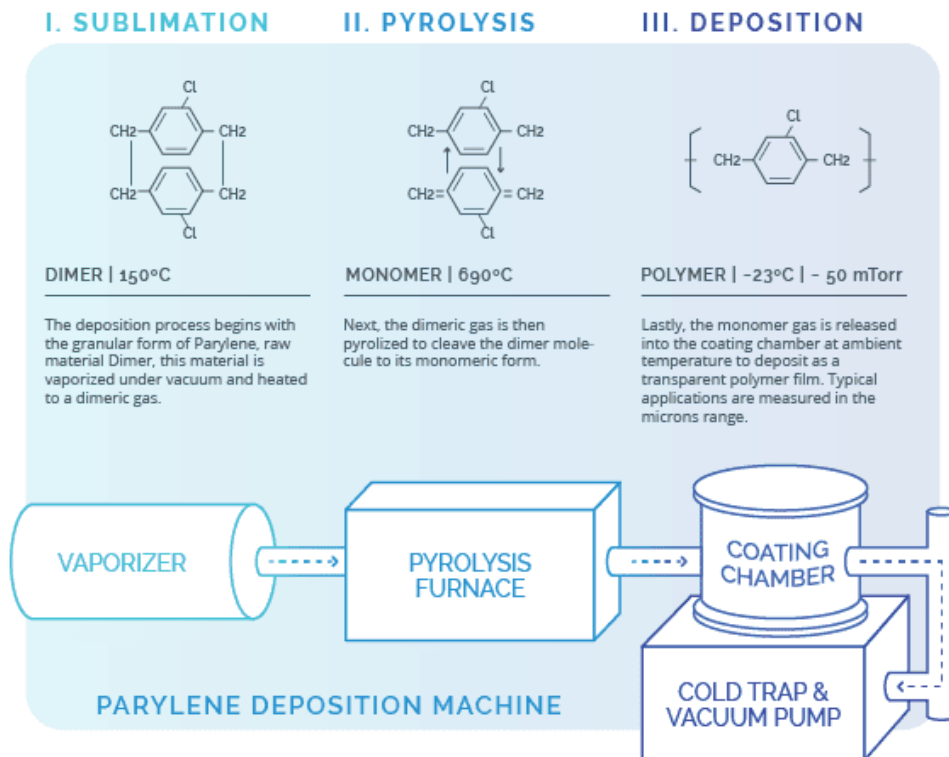 I. SUBLIMATION
II. PYROLYSIS
III. DEPOSITION
Cl
CH2
CH2
CH2
CH2
Cl
Cl
CH2
CH2
CH2=
=CH2
Cl
Cl
CH2
CH2
DIMER | 150ºC
The deposition process begins with
the granular form of Parylene, raw
material Dimer, this material is
vaporized under vacuum and heated
to a dimeric gas.
MONOMER | 690ºC
Next, the dimeric gas is then
pyrolized to cleave the dimer mole-
cule to its monomeric form.
POLYMER | ~23ºC | ~ 50 mTorr
Lastly, the monomer gas is released
into the coating chamber at ambient
temperature to deposit as a
transparent polymer film. Typical
applications are measured in the
microns range.
VAPORIZER
PYROLYSIS
FURNACE
COATING
CHAMBER
COLD TRAP &
VACUUM PUMP
PARYLENE DEPOSITION MACHINE